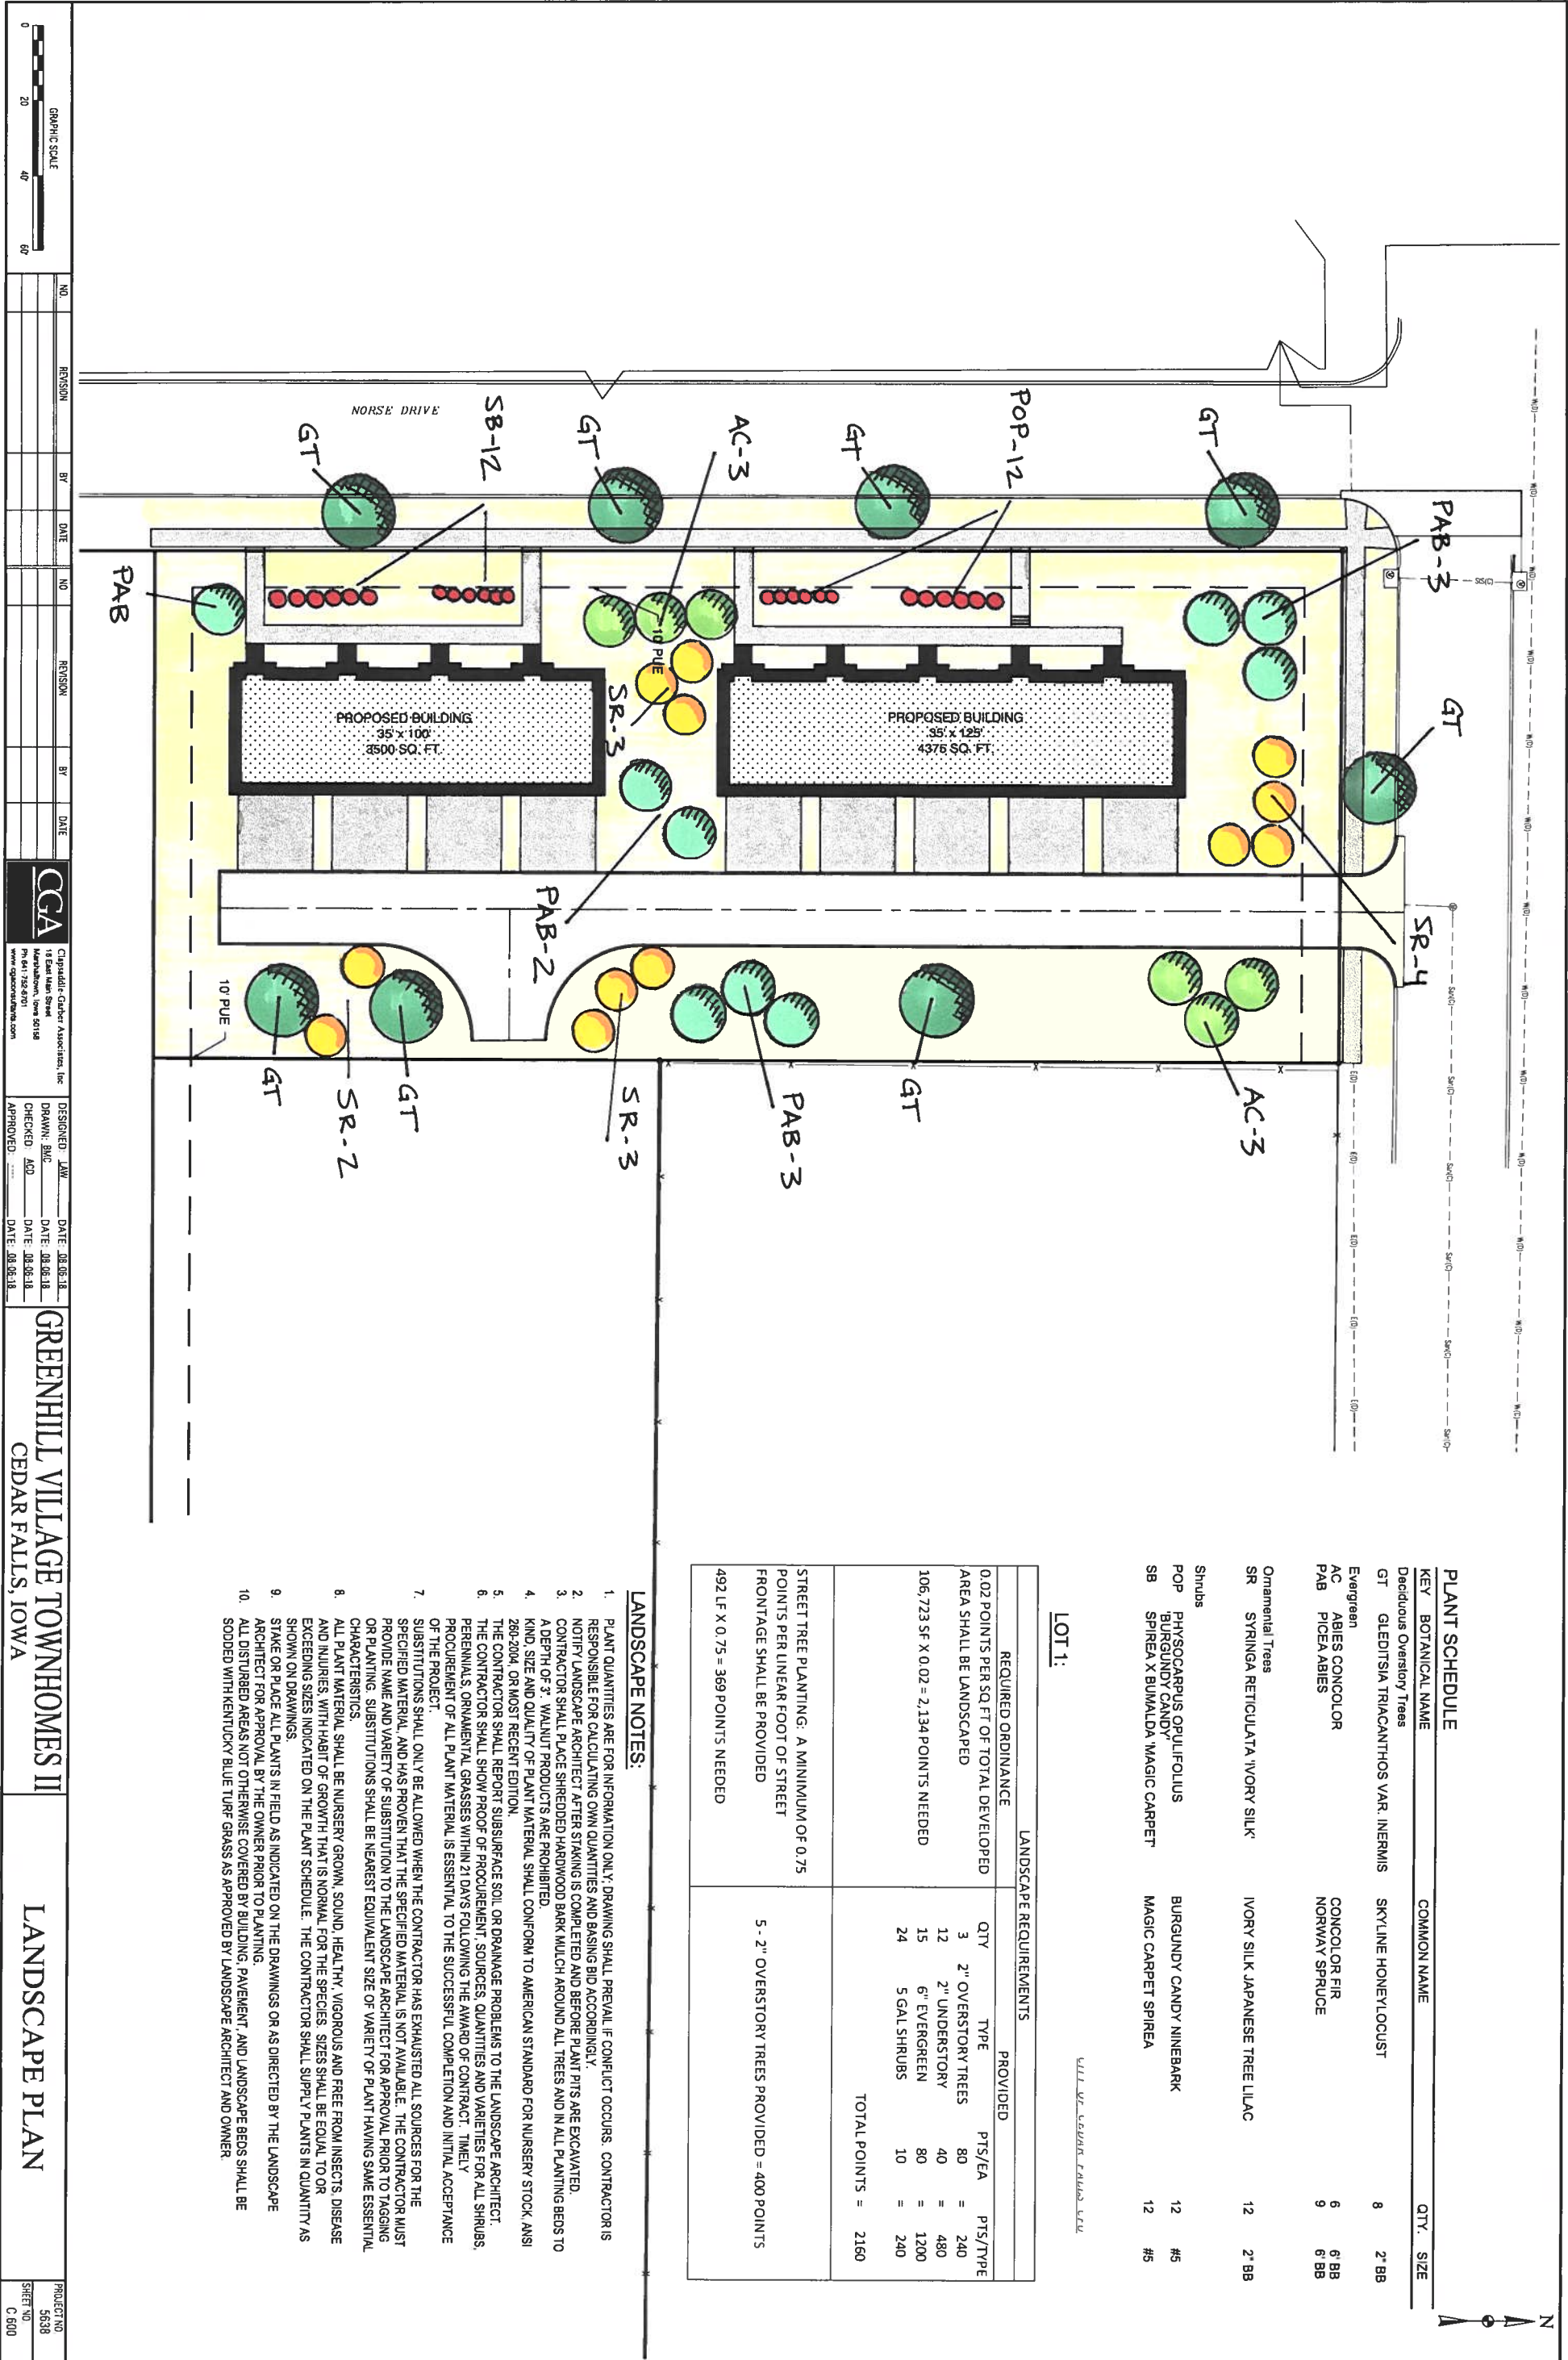 PLANT SCHEDULE
KEY BOTANICAL NAME COMMON NAME QTY. SIZE
Deciduous Overstory Trees
GT GLEDITSIA TRIACANTHOS VAR. INERMIS SKYLINE HONEYLOCUST 8 2" BB
Evergreen
AC ABIES CONCOLOR CONCOLOR FIR 6 6' BB
PAB PICEA ABIES NORWAY SPRUCE 9 6' BB
Ornamental Trees
SR SYRINGA RETICULATA 'IVORY SILK' IVORY SILK JAPANESE TREE LILAC 12 2" BB
Shrubs
POP PHYSOCARPUS OPULIFOLIUS BURGUNDY CANDY NINEBARK 12 #5
'BURGUNDY CANDY'
SB SPIREA X BUMALDA 'MAGIC CARPET' MAGIC CARPET SPIREA 12 #5
N
LOT 1:
LANDSCAPE REQUIREMENTS
REQUIRED ORDINANCE PROVIDED
0.02 POINTS PER SQ FT OF TOTAL DEVELOPED
AREA SHALL BE LANDSCAPED
106,723 SF X 0.02 = 2,134 POINTS NEEDED
QTY TYPE PTS/EA PTS/TYPE
3 2" OVERSTORY TREES 80 = 240
12 2" UNDERSTORY 40 = 480
15 6" EVERGREEN 80 = 1200
24 5 GAL SHRUBS 10 = 240
TOTAL POINTS = 2160
STREET TREE PLANTING: A MINIMUM OF 0.75
POINTS PER LINEAR FOOT OF STREET
FRONTAGE SHALL BE PROVIDED
492 LF X 0.75 = 369 POINTS NEEDED
5 - 2" OVERSTORY TREES PROVIDED = 400 POINTS
LANDSCAPE NOTES:
1. PLANT QUANTITIES ARE FOR INFORMATION ONLY; DRAWING SHALL PREVAIL IF CONFLICT OCCURS. CONTRACTOR IS
RESPONSIBLE FOR CALCULATING OWN QUANTITIES AND BASING BID ACCORDINGLY.
2. NOTIFY LANDSCAPE ARCHITECT AFTER STAKING IS COMPLETED AND BEFORE PLANT PITS ARE EXCAVATED.
3. CONTRACTOR SHALL PLACE SHREDDED HARDWOOD BARK MULCH AROUND ALL TREES AND IN ALL PLANTING BEDS TO
A DEPTH OF 3". WALNUT PRODUCTS ARE PROHIBITED.
4. KIND, SIZE AND QUALITY OF PLANT MATERIAL SHALL CONFORM TO AMERICAN STANDARD FOR NURSERY STOCK, ANSI
260-2004, OR MOST RECENT EDITION.
5. THE CONTRACTOR SHALL REPORT SUBSURFACE SOIL OR DRAINAGE PROBLEMS TO THE LANDSCAPE ARCHITECT.
6. THE CONTRACTOR SHALL SHOW PROOF OF PROCUREMENT, SOURCES, QUANTITIES AND VARIETIES FOR ALL SHRUBS,
PERENNIALS, ORNAMENTAL GRASSES WITHIN 21 DAYS FOLLOWING THE AWARD OF CONTRACT. TIMELY
PROCUREMENT OF ALL PLANT MATERIAL IS ESSENTIAL TO THE SUCCESSFUL COMPLETION AND INITIAL ACCEPTANCE
OF THE PROJECT.
7. SUBSTITUTIONS SHALL ONLY BE ALLOWED WHEN THE CONTRACTOR HAS EXHAUSTED ALL SOURCES FOR THE
SPECIFIED MATERIAL, AND HAS PROVEN THAT THE SPECIFIED MATERIAL IS NOT AVAILABLE. THE CONTRACTOR MUST
PROVIDE NAME AND VARIETY OF SUBSTITUTION TO THE LANDSCAPE ARCHITECT FOR APPROVAL PRIOR TO TAGGING
OR PLANTING. SUBSTITUTIONS SHALL BE NEAREST EQUIVALENT SIZE OF VARIETY OF PLANT HAVING SAME ESSENTIAL
CHARACTERISTICS.
8. ALL PLANT MATERIAL SHALL BE NURSERY GROWN, SOUND, HEALTHY, VIGOROUS AND FREE FROM INSECTS, DISEASE
AND INJURIES, WITH HABIT OF GROWTH THAT IS NORMAL FOR THE SPECIES. SIZES SHALL BE EQUAL TO OR
EXCEEDING SIZES INDICATED ON THE PLANT SCHEDULE. THE CONTRACTOR SHALL SUPPLY PLANTS IN QUANTITY AS
SHOWN ON DRAWINGS.
9. STAKE OR PLACE ALL PLANTS IN FIELD AS INDICATED ON THE DRAWINGS OR AS DIRECTED BY THE LANDSCAPE
ARCHITECT FOR APPROVAL BY THE OWNER PRIOR TO PLANTING.
10. ALL DISTURBED AREAS NOT OTHERWISE COVERED BY BUILDING, PAVEMENT, AND LANDSCAPE BEDS SHALL BE
SODDED WITH KENTUCKY BLUE TURF GRASS AS APPROVED BY LANDSCAPE ARCHITECT AND OWNER.
PAB-3
GT
SR-4
GT
POP-12
GT
AC-3
GT
SB-12
NORSE DRIVE
GT
PAB
10' PUE
SR-3
PROPOSED BUILDING
35' x 125'
4375 SQ. FT.
PROPOSED BUILDING
35' x 100'
3500 SQ. FT.
PAB-2
AC-3
GT
PAB-3
SR-3
GT
SR-2
GT
10' PUE
GRAPHIC SCALE
0 20 40' 60'
NO. REVISION BY DATE NO REVISION BY DATE
CGA
Clapsaddle-Garber Associates, Inc
16 East Main Street
Marshalltown, Iowa 50158
Ph 641-752-6701
www.cgaconsultants.com
DESIGNED: LAW DATE: 08-06-18
DRAWN: BMC DATE: 08-06-18
CHECKED: ACD DATE: 08-06-18
APPROVED: ---- DATE: 08-06-18
GREENHILL VILLAGE TOWNHOMES II
CEDAR FALLS, IOWA
LANDSCAPE PLAN
PROJECT NO
5638
SHEET NO.
C.600